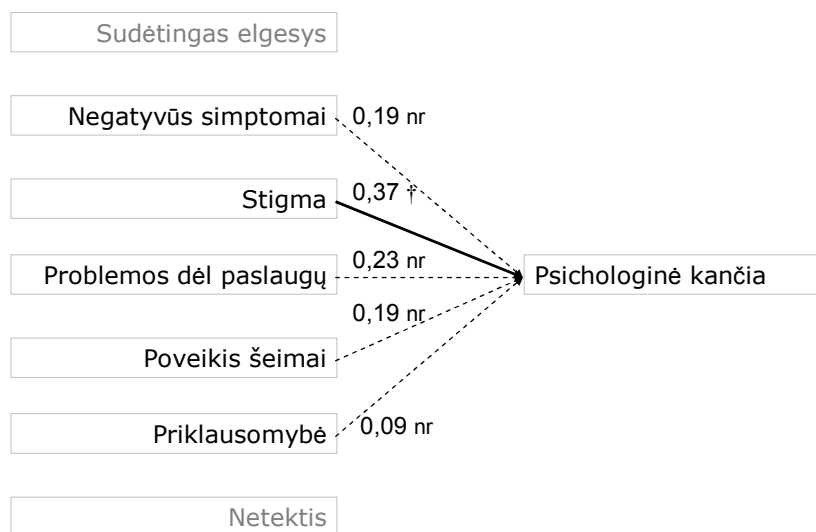 Sudėtingas elgesys
Negatyvūs simptomai
0,19 nr
Stigma
0,37 †
Problemos dėl paslaugų
0,23 nr
Psichologinė kančia
0,19 nr
Poveikis šeimai
Priklausomybė
0,09 nr
Netektis